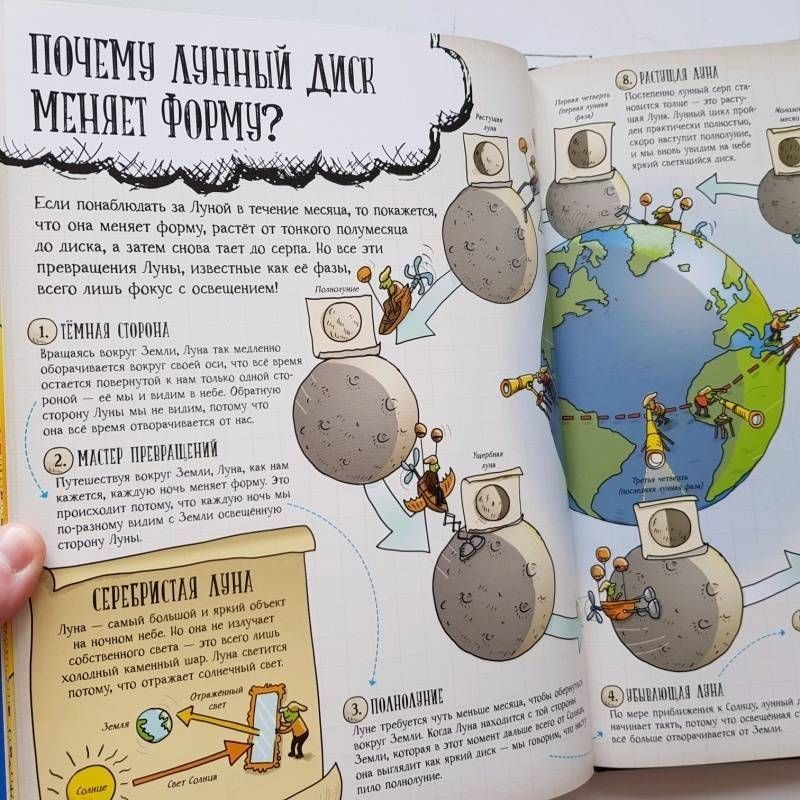 ПОЧЕМУ ЛУННЫЙ ДИСК
МЕНЯЕТ ФОРМУ?
Если понаблюдать за Луной в течение месяца, то покажется,
что она меняет форму, растёт от тонкого полумесяца
до диска, а затем снова тает до серпа. Но все эти
превращения Луны, известные как её фазы,
всего лишь фокус с освещением!
1. ТЁМНАЯ СТОРОНА
Вращаясь вокруг Земли, Луна так медленно
оборачивается вокруг своей оси, что всё время
остаётся повернутой к нам только одной сто-
роной — её мы и видим в небе. Обратную
сторону Луны мы не видим, потому что
она всё время отворачивается от нас.
2. МАСТЕР ПРЕВРАЩЕНИЙ
Путешествуя вокруг Земли, Луна, как нам
кажется, каждую ночь меняет форму. Это
происходит потому, что каждую ночь мы
по-разному видим с Земли освещённую
сторону Луны.
СЕРЕБРИСТАЯ ЛУНА
Луна — самый большой и яркий объект
на ночном небе. Но она не излучает
собственного света — это всего лишь
холодный каменный шар. Луна светится
потому, что отражает солнечный свет.
Отражённый
свет
Земля
Свет Солнца
Солнце
Растущая
луна
Полнолуние
Ущербная
луна
3. ПОЛНОЛУНИЕ
Луне требуется чуть меньше месяца, чтобы обернуться
вокруг Земли. Когда Луна находится с той стороны
Земли, которая в этот момент дальше всего от Солнца,
она выглядит как яркий диск — мы говорим, что насту-
пило полнолуние.
Первая четверть
(первая лунная
фаза)
8. РАСТУЩАЯ ЛУНА
Постепенно лунный серп ста-
новится толще — это расту-
щая Луна. Лунный цикл прой-
ден практически полностью,
скоро наступит полнолуние,
и мы вновь увидим на небе
яркий светящийся диск.
Третья четверть
(последняя лунная фаза)
4. УБЫВАЮЩАЯ ЛУНА
По мере приближения к Солнцу, лунный
начинает таять, потому что освещённая
всё больше отворачивается от Земли.